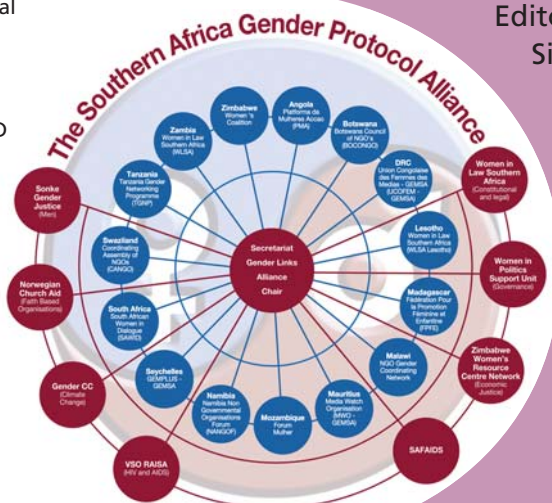 The Southern Africa Gender Protocol Alliance
Edito
Si
al
Zimbabwe
Women's
Coalition
Angola
Plataforma da
Mulheres Accao
(PMA)
Botswana
Botswana Council
of NGO's
(BOCONGO)
DRC
Union Congolaise
des Femmes des
Medias - GEMSA
(UCOFEM -
GEMSA)
Lesotho
Women in Law
Southern Africa
(WLSA Lesotho)
Madagascar
Fédération Pour
la Promotion
Féminine et
Enfantine
(FPFE)
Malawi
NGO Gender
Coordinating
Network
Mauritius
Media Watch
Organisation
(MWO -
GEMSA)
Mozambique
Forum
Mulher
Namibia
Namibia Non
Governmental
Organisations
Forum
(NANGOF)
Seychelles
GEMPLUS -
GEMSA
South Africa
South African
Women in
Dialogue
(SAWID)
Swaziland
Coordinating
Assembly of
NGOs
(CANGO)
Tanzania
Tanzania Gender
Networking
Programme
(TGNP)
Zambia
Women in Law
Southern Africa
(WLSA)
Secretariat
Gender Links
Alliance
Chair
Women in
Law Southern
Africa
(Constitutional
and legal)
Women in
Politics
Support Unit
(Governance)
Zimbabwe
Women's
Resource
Centre Network
(Economic
Justice)
SAFAIDS
VSO RAISA
(HIV and AIDS)
Gender CC
(Climate
Change)
Norwegian
Church Aid
(Faith Based
Organisations)
Sonke
Gender
Justice
(Men)